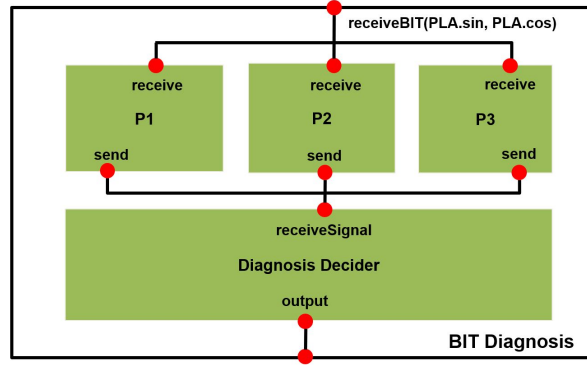 receiveBIT(PLA.sin, PLA.cos)
receive receive receive
P1 P2 P3
send send send
receiveSignal
Diagnosis Decider
output
BIT Diagnosis